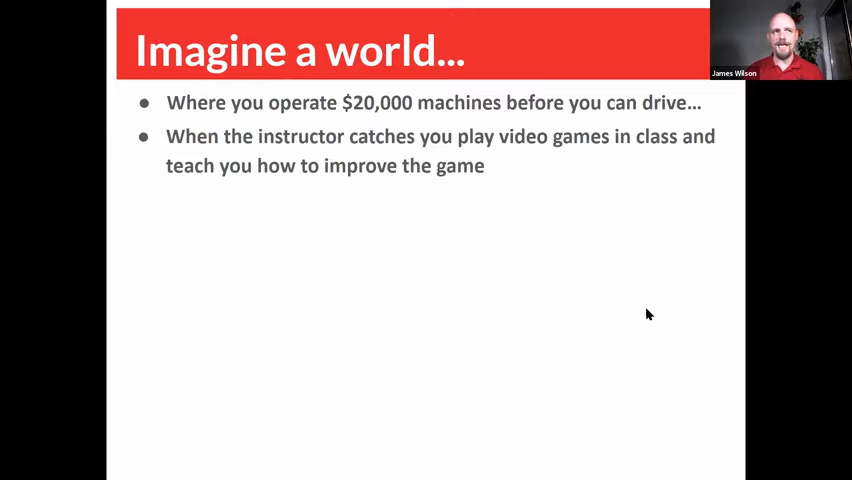 Imagine a world...
James Wilson
● Where you operate $20,000 machines before you can drive...
● When the instructor catches you play video games in class and
teach you how to improve the game